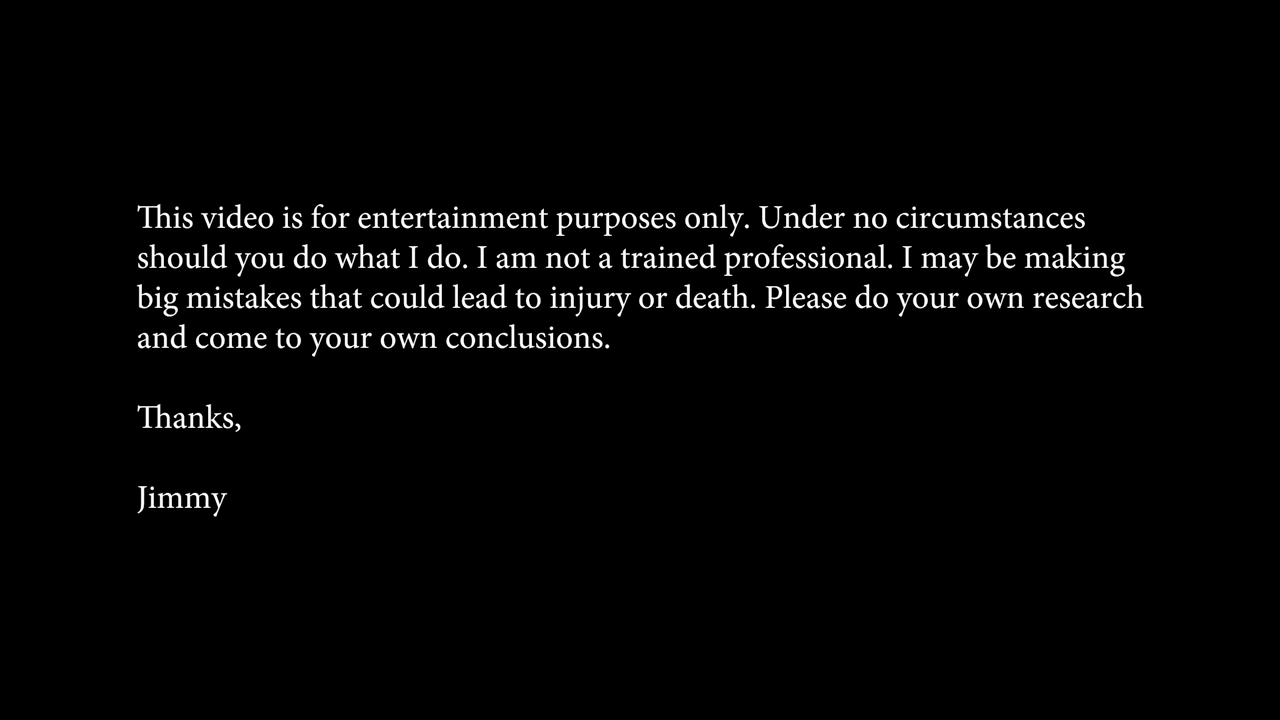 This video is for entertainment purposes only. Under no circumstances
should you do what I do. I am not a trained professional. I may be making
big mistakes that could lead to injury or death. Please do your own research
and come to your own conclusions.
Thanks,
Jimmy